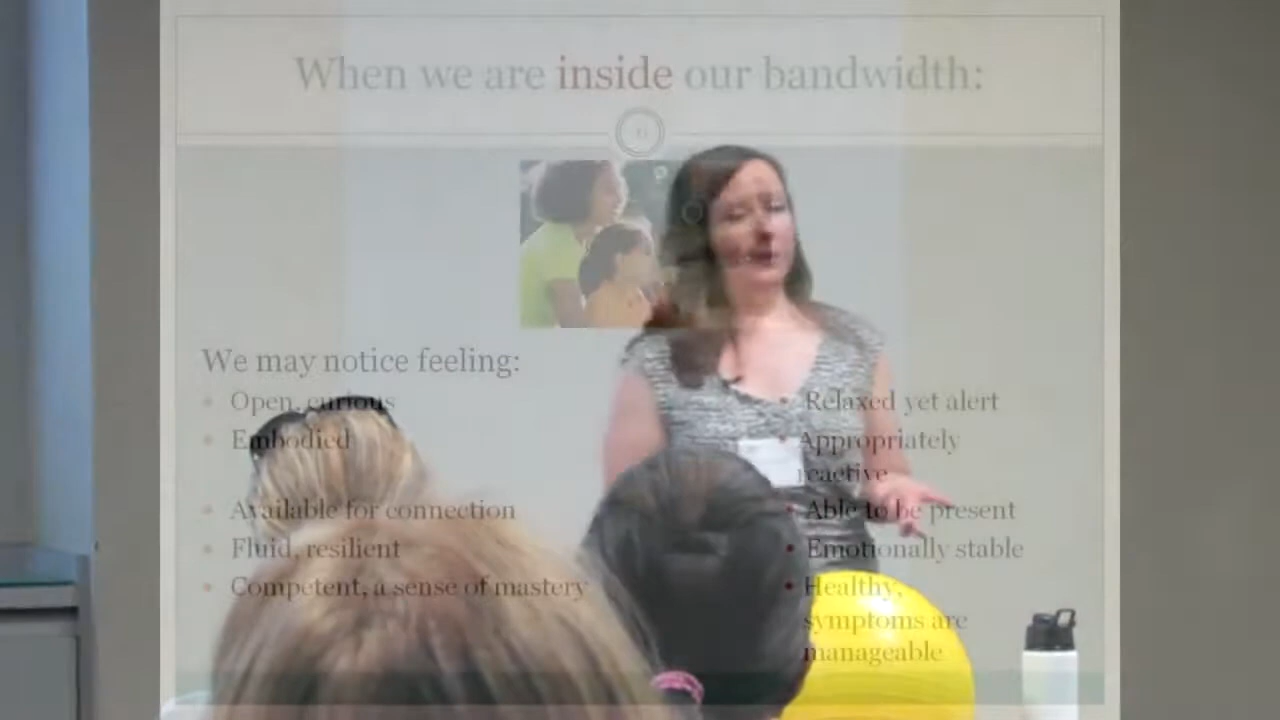 When we are inside our bandwidth:
We may notice feeling:
Open, curious
Embodied
Available for connection
Fluid, resilient
Competent, a sense of mastery
Relaxed yet alert
Appropriately
reactive
Able to be present
Emotionally stable
Healthy,
symptoms are
manageable